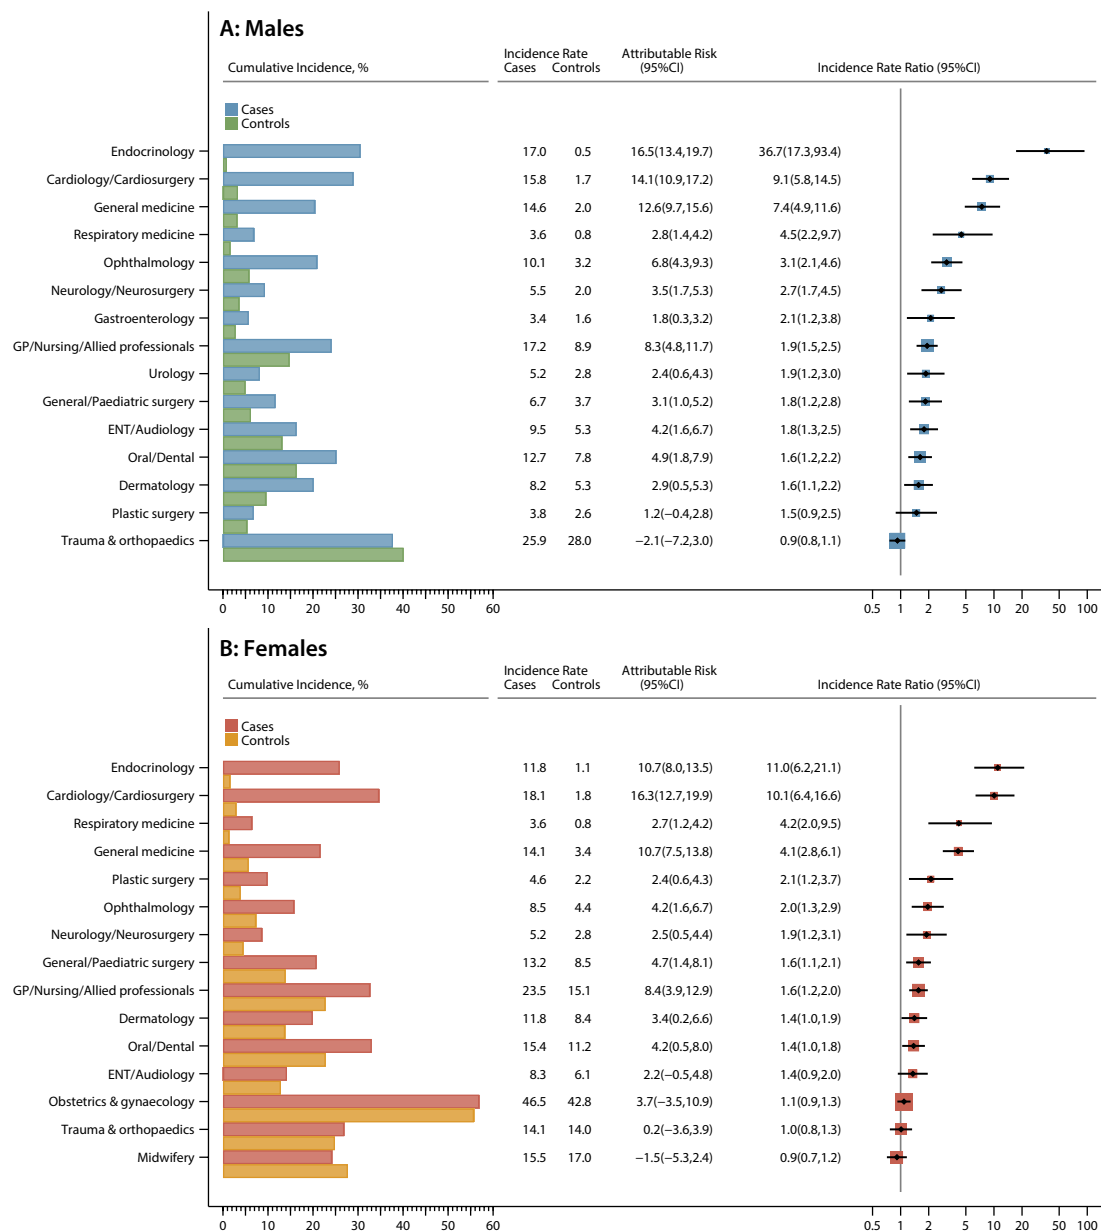 A: Males
Cumulative Incidence, %
Incidence Rate
Cases Controls
Attributable Risk
(95%CI)
Incidence Rate Ratio (95%CI)
Cases
Controls
Endocrinology 17.0 0.5 16.5(13.4,19.7) 36.7(17.3,93.4)
Cardiology/Cardiosurgery 15.8 1.7 14.1(10.9,17.2) 9.1(5.8,14.5)
General medicine 14.6 2.0 12.6(9.7,15.6) 7.4(4.9,11.6)
Respiratory medicine 3.6 0.8 2.8(1.4,4.2) 4.5(2.2,9.7)
Ophthalmology 10.1 3.2 6.8(4.3,9.3) 3.1(2.1,4.6)
Neurology/Neurosurgery 5.5 2.0 3.5(1.7,5.3) 2.7(1.7,4.5)
Gastroenterology 3.4 1.6 1.8(0.3,3.2) 2.1(1.2,3.8)
GP/Nursing/Allied professionals 17.2 8.9 8.3(4.8,11.7) 1.9(1.5,2.5)
Urology 5.2 2.8 2.4(0.6,4.3) 1.9(1.2,3.0)
General/Paediatric surgery 6.7 3.7 3.1(1.0,5.2) 1.8(1.2,2.8)
ENT/Audiology 9.5 5.3 4.2(1.6,6.7) 1.8(1.3,2.5)
Oral/Dental 12.7 7.8 4.9(1.8,7.9) 1.6(1.2,2.2)
Dermatology 8.2 5.3 2.9(0.5,5.3) 1.6(1.1,2.2)
Plastic surgery 3.8 2.6 1.2(−0.4,2.8) 1.5(0.9,2.5)
Trauma & orthopaedics 25.9 28.0 −2.1(−7.2,3.0) 0.9(0.8,1.1)
0 10 20 30 40 50 60 0.5 1 2 5 10 20 50 100
B: Females
Cumulative Incidence, %
Incidence Rate
Cases Controls
Attributable Risk
(95%CI)
Incidence Rate Ratio (95%CI)
Cases
Controls
Endocrinology 11.8 1.1 10.7(8.0,13.5) 11.0(6.2,21.1)
Cardiology/Cardiosurgery 18.1 1.8 16.3(12.7,19.9) 10.1(6.4,16.6)
Respiratory medicine 3.6 0.8 2.7(1.2,4.2) 4.2(2.0,9.5)
General medicine 14.1 3.4 10.7(7.5,13.8) 4.1(2.8,6.1)
Plastic surgery 4.6 2.2 2.4(0.6,4.3) 2.1(1.2,3.7)
Ophthalmology 8.5 4.4 4.2(1.6,6.7) 2.0(1.3,2.9)
Neurology/Neurosurgery 5.2 2.8 2.5(0.5,4.4) 1.9(1.2,3.1)
General/Paediatric surgery 13.2 8.5 4.7(1.4,8.1) 1.6(1.1,2.1)
GP/Nursing/Allied professionals 23.5 15.1 8.4(3.9,12.9) 1.6(1.2,2.0)
Dermatology 11.8 8.4 3.4(0.2,6.6) 1.4(1.0,1.9)
Oral/Dental 15.4 11.2 4.2(0.5,8.0) 1.4(1.0,1.8)
ENT/Audiology 8.3 6.1 2.2(−0.5,4.8) 1.4(0.9,2.0)
Obstetrics & gynaecology 46.5 42.8 3.7(−3.5,10.9) 1.1(0.9,1.3)
Trauma & orthopaedics 14.1 14.0 0.2(−3.6,3.9) 1.0(0.8,1.3)
Midwifery 15.5 17.0 −1.5(−5.3,2.4) 0.9(0.7,1.2)
0 10 20 30 40 50 60 0.5 1 2 5 10 20 50 100